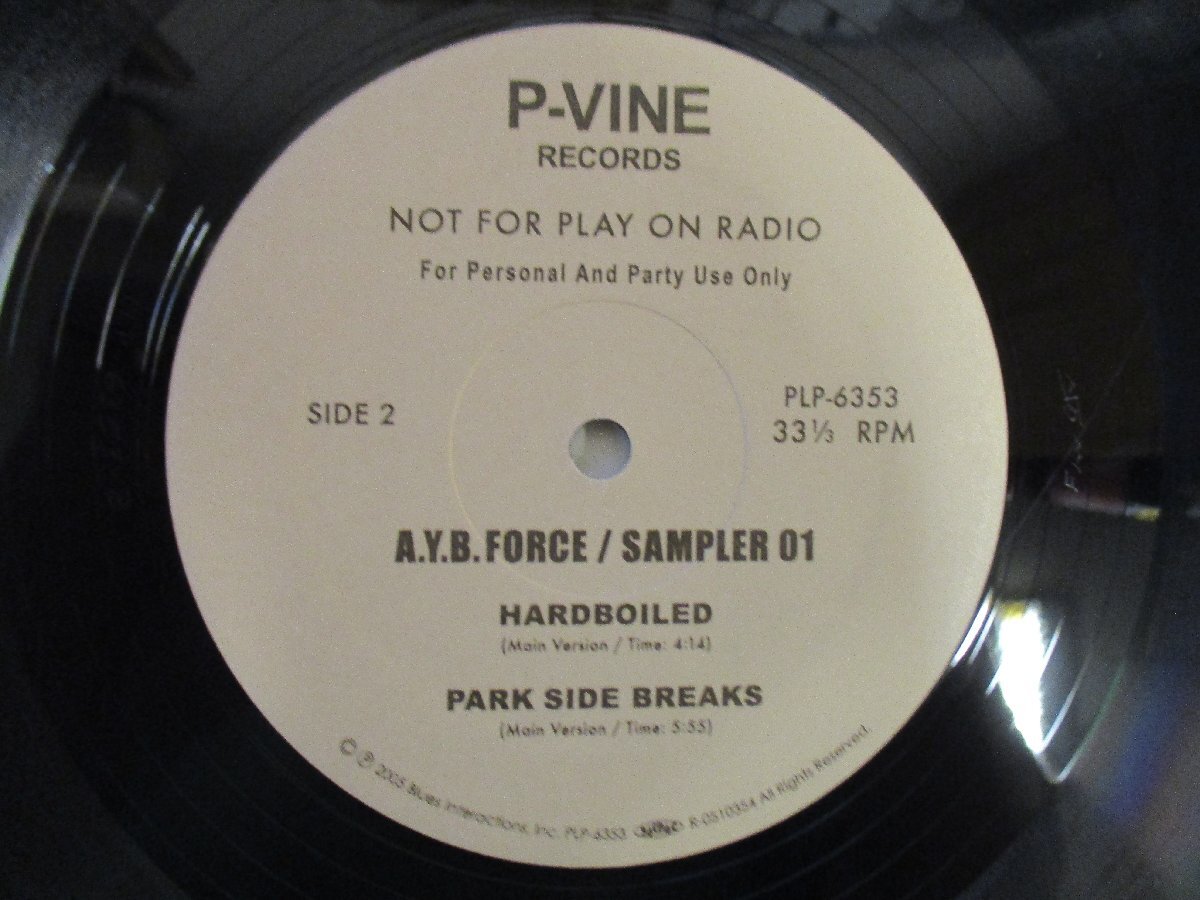 P-VINE
RECORDS
NOT FOR PLAY ON RADIO
For Personal And Party Use Only
SIDE 2
PLP-6353
33⅓ RPM
A.Y.B. FORCE / SAMPLER 01
HARDBOILED
(Main Version / Time: 4:14)
PARK SIDE BREAKS
(Main Version / Time: 5:55)
© ℗ 2005 Blues Interactions, Inc. PLP-6353 R-0510354 All Rights Reserved.